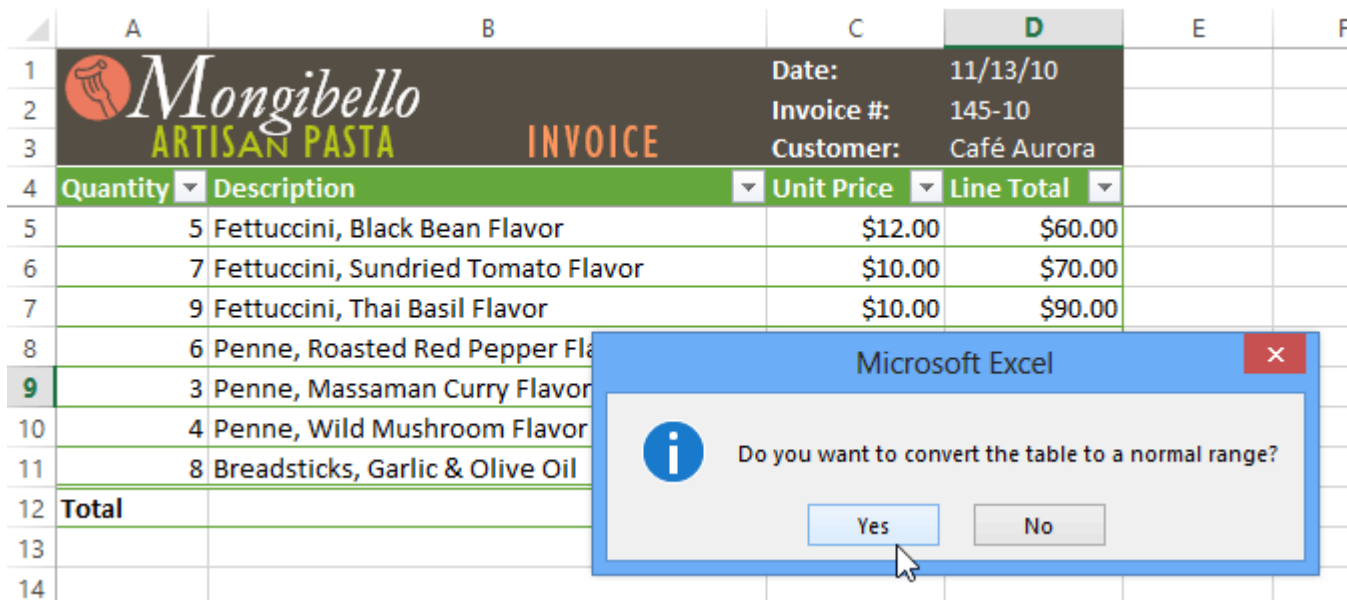 A B C D E F
1 Mongibello Date: 11/13/10
2 ARTISAN PASTA INVOICE Invoice #: 145-10
3 Customer: Café Aurora
4 Quantity Description Unit Price Line Total
5 5 Fettuccini, Black Bean Flavor $12.00 $60.00
6 7 Fettuccini, Sundried Tomato Flavor $10.00 $70.00
7 9 Fettuccini, Thai Basil Flavor $10.00 $90.00
8 6 Penne, Roasted Red Pepper
9 3 Penne, Massaman Curry Flavor
10 4 Penne, Wild Mushroom Flavor
11 8 Breadsticks, Garlic & Olive Oil
12 Total
13
14
Microsoft Excel
Do you want to convert the table to a normal range?
Yes No